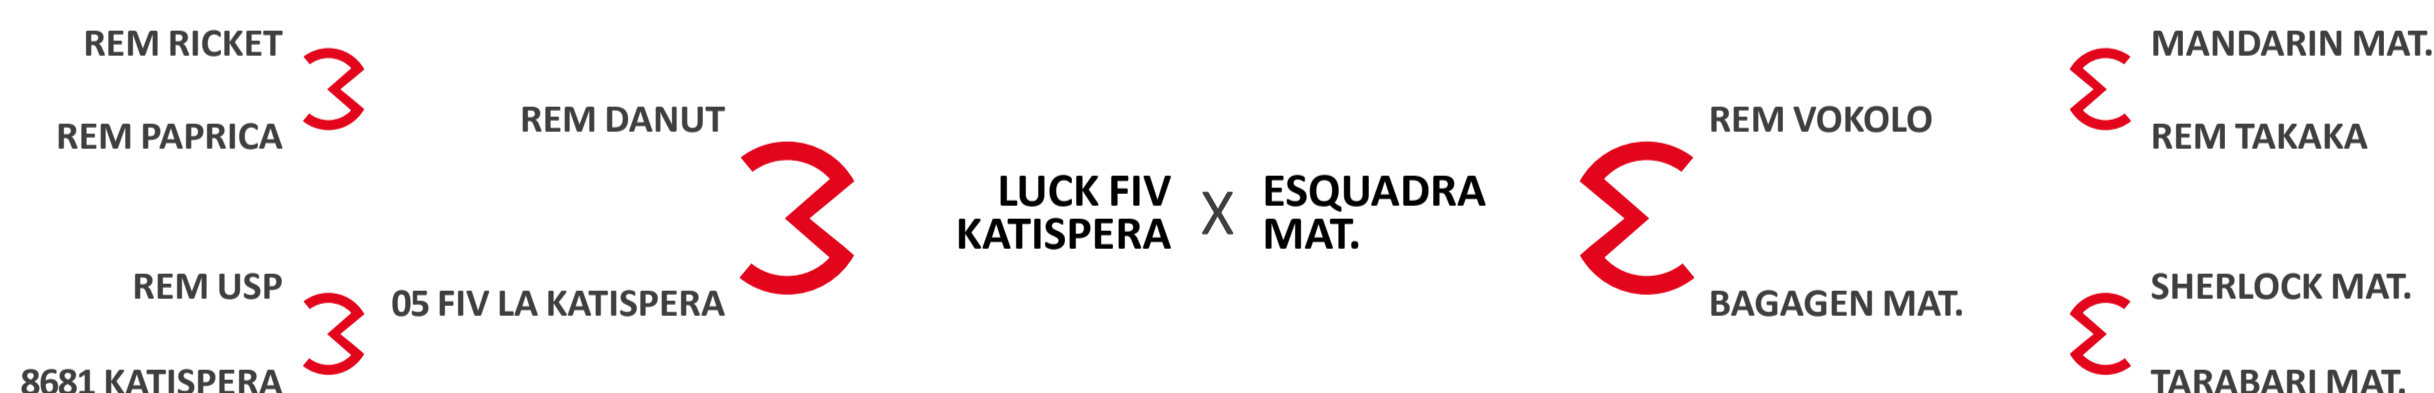 REM RICKET
REM PAPRICA
REM DANUT
REM USP
05 FIV LA KATISPERA
8681 KATISPERA
LUCK FIV
KATISPERA
X
ESQUADRA
MAT.
REM VOKOLO
BAGAGEN MAT.
MANDARIN MAT.
REM TAKAKA
SHERLOCK MAT.
TARABARI MAT.